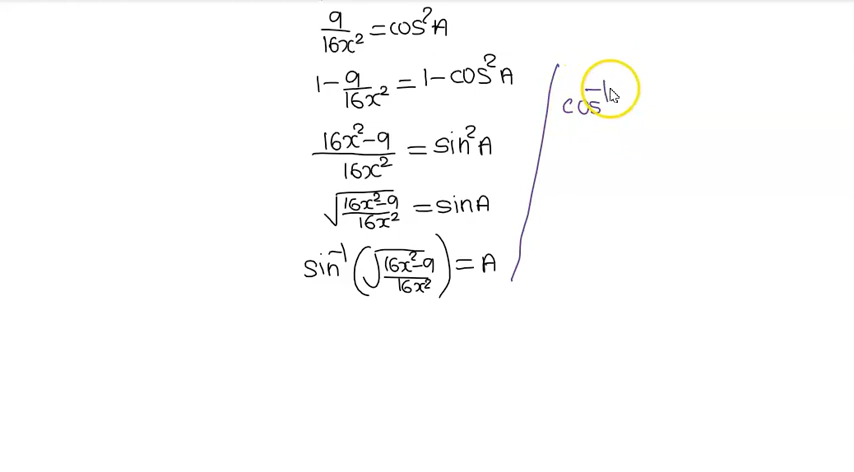 9/16x² = cos²A
1 - 9/16x² = 1 - cos²A
16x²-9/16x² = sin²A
√(16x²-9/16x²) = sinA
sin⁻¹(√(16x²-9/16x²)) = A
cos⁻¹